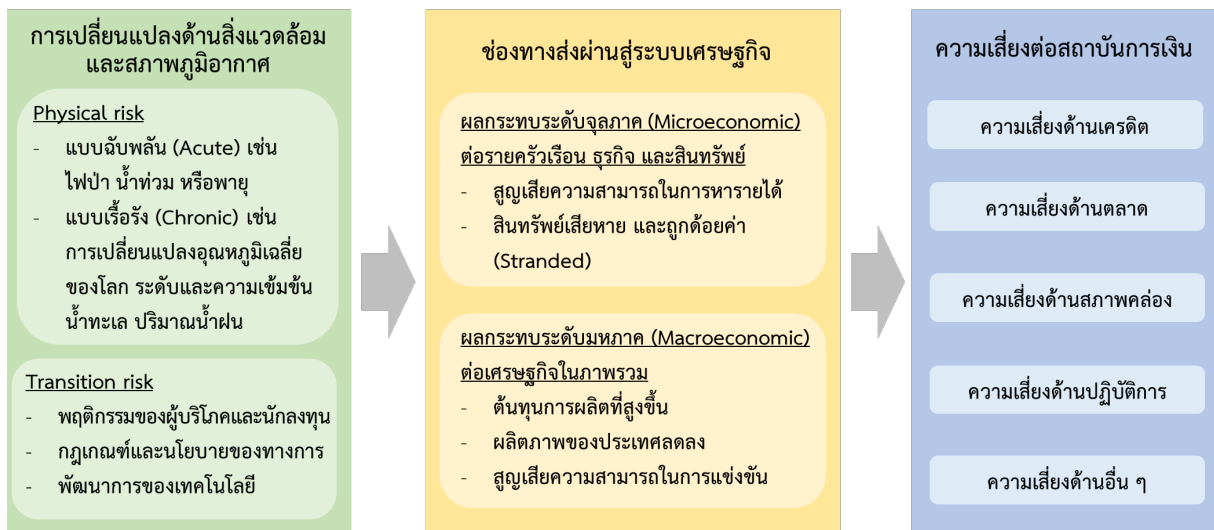 การเปลี่ยนแปลงด้านสิ่งแวดล้อม
และสภาพภูมิอากาศ
Physical risk
- แบบฉับพลัน (Acute) เช่น
ไฟป่า น้ำท่วม หรือพายุ
- แบบเรื้อรัง (Chronic) เช่น
การเปลี่ยนแปลงอุณหภูมิเฉลี่ย
ของโลก ระดับและความเข้มข้น
น้ำทะเล ปริมาณน้ำฝน
Transition risk
- พฤติกรรมของผู้บริโภคและนักลงทุน
- กฎเกณฑ์และนโยบายของทางการ
- พัฒนาการของเทคโนโลยี
ช่องทางส่งผ่านสู่ระบบเศรษฐกิจ
ผลกระทบระดับจุลภาค (Microeconomic)
ต่อรายครัวเรือน ธุรกิจ และสินทรัพย์
- สูญเสียความสามารถในการหารายได้
- สินทรัพย์เสียหาย และถูกด้อยค่า
(Stranded)
ผลกระทบระดับมหภาค (Macroeconomic)
ต่อเศรษฐกิจในภาพรวม
- ต้นทุนการผลิตที่สูงขึ้น
- ผลิตภาพของประเทศลดลง
- สูญเสียความสามารถในการแข่งขัน
ความเสี่ยงต่อสถาบันการเงิน
ความเสี่ยงด้านเครดิต
ความเสี่ยงด้านตลาด
ความเสี่ยงด้านสภาพคล่อง
ความเสี่ยงด้านปฏิบัติการ
ความเสี่ยงด้านอื่น ๆ